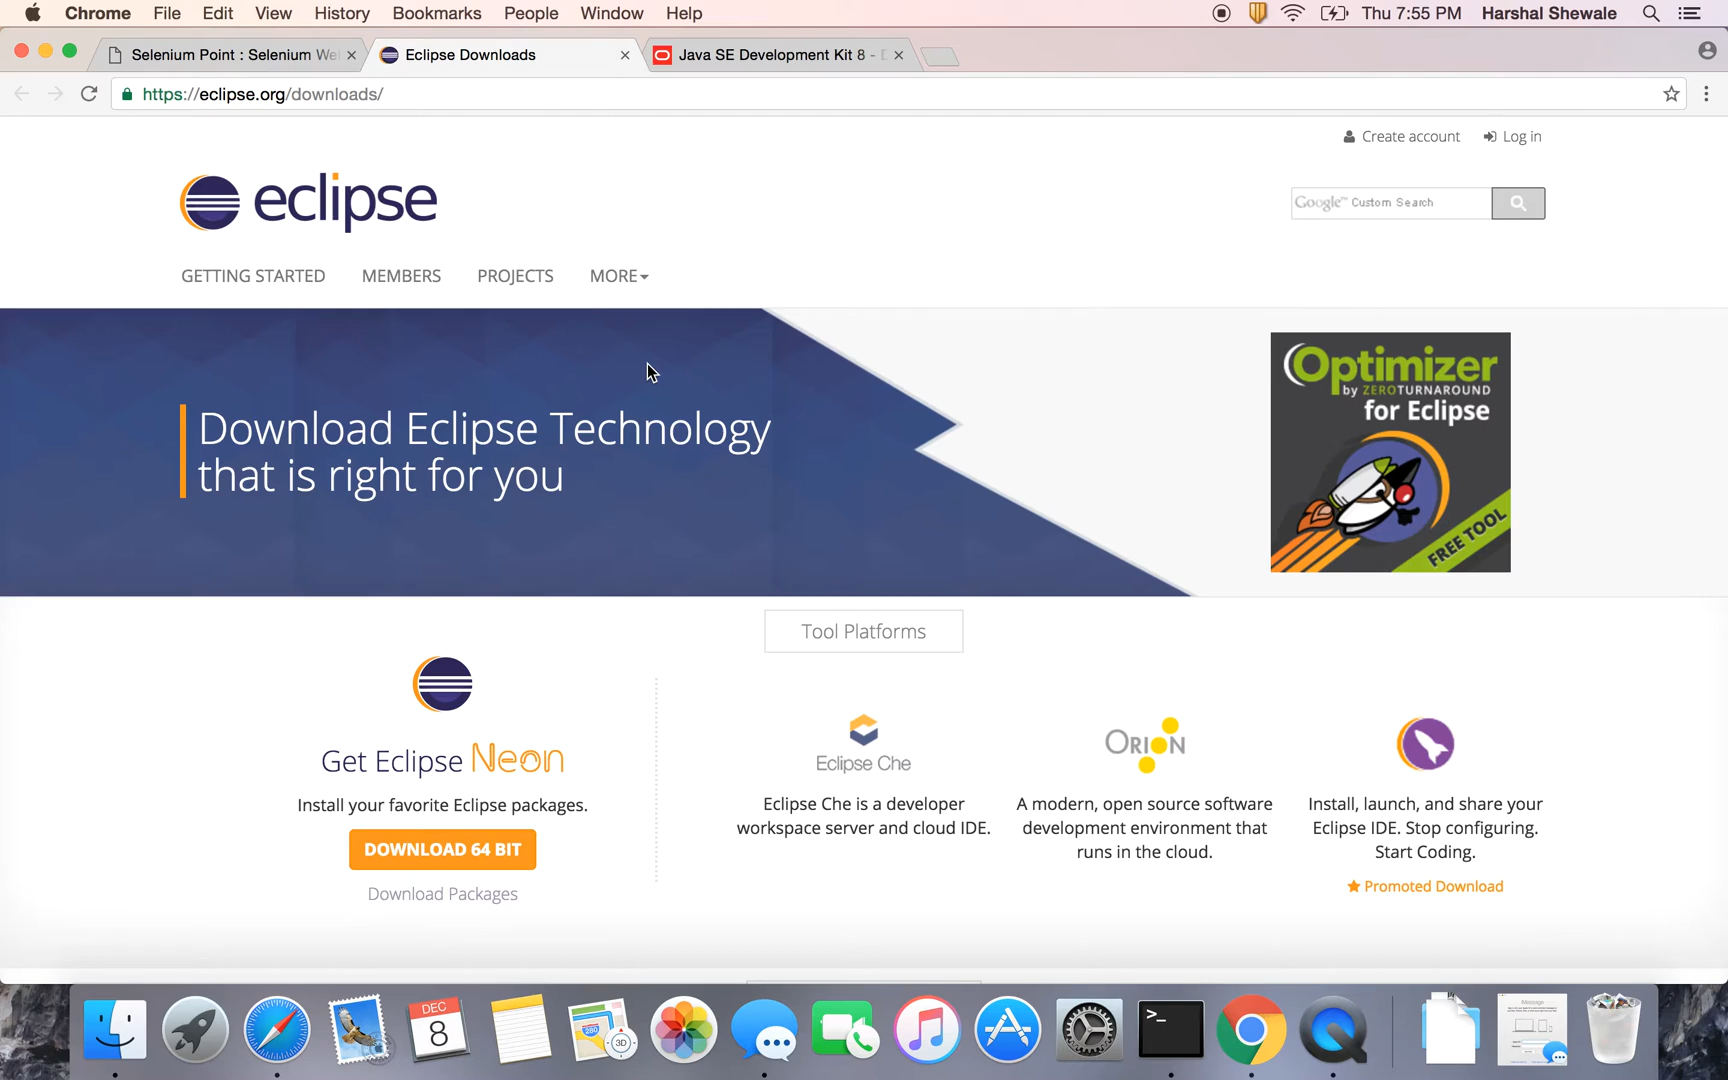 Chrome File Edit View History Bookmarks People Window Help Thu 7:55 PM Harshal Shewale
Selenium Point : Selenium We Eclipse Downloads Java SE Development Kit 8 - D
https://eclipse.org/downloads/
Create account Log in
eclipse
Google™ Custom Search
GETTING STARTED MEMBERS PROJECTS MORE
Optimizer
by ZEROTURNAROUND
for Eclipse
Download Eclipse Technology
that is right for you
FREE TOOL
Tool Platforms
Get Eclipse Neon
Install your favorite Eclipse packages.
DOWNLOAD 64 BIT
Download Packages
Eclipse Che
Eclipse Che is a developer
workspace server and cloud IDE.
ORION
A modern, open source software
development environment that
runs in the cloud.
Install, launch, and share your
Eclipse IDE. Stop configuring.
Start Coding.
Promoted Download
DEC
8
280
3D
>_
iMessage